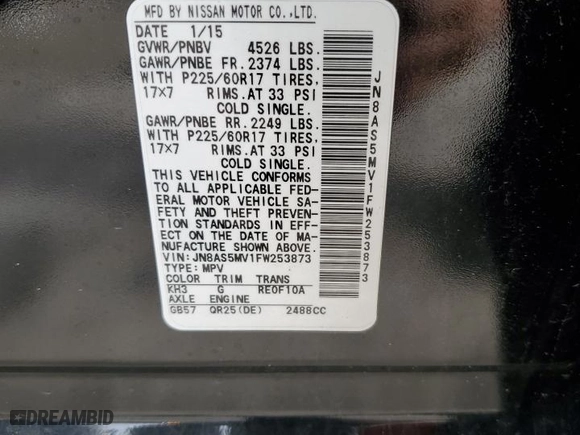 MFD BY NISSAN MOTOR CO.,LTD.
DATE 1/15
GVWR/PNBV 4526 LBS.
GAWR/PNBE FR. 2374 LBS.
WITH P225/60R17 TIRES.
17×7 RIMS.AT 33 PSI
COLD SINGLE.
GAWR/PNBE RR. 2249 LBS.
WITH P225/60R17 TIRES.
17×7 RIMS.AT 33 PSI
COLD SINGLE.
THIS VEHICLE CONFORMS
TO ALL APPLICABLE FED-
ERAL MOTOR VEHICLE SA-
FETY AND THEFT PREVEN-
TION STANDARDS IN EFF-
ECT ON THE DATE OF MA-
NUFACTURE SHOWN ABOVE.
VIN: JN8AS5MV1FW253873
TYPE: MPV
COLOR TRIM TRANS
KH3 G RE0F10A
AXLE ENGINE
GB57 QR25(DE) 2488CC
JN8AS5MV1FW253873
DREAMBID